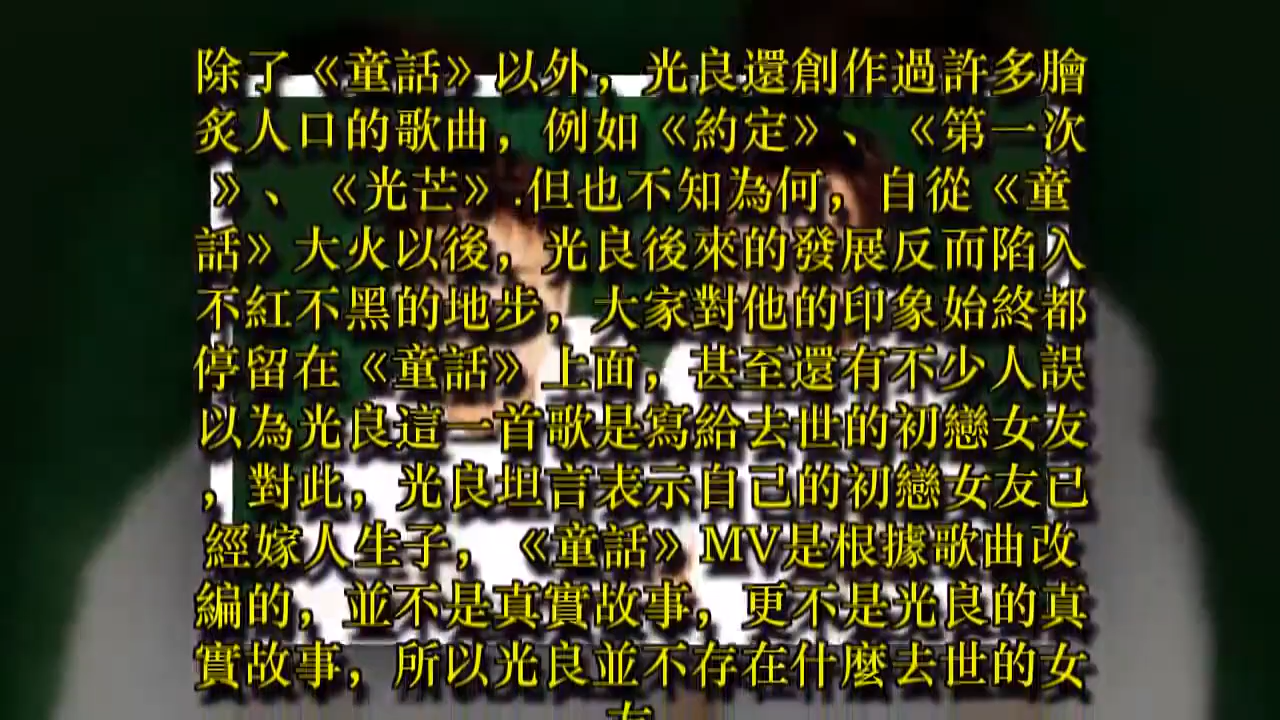 除了《童話》以外，光良還創作過許多膾
炙人口的歌曲，例如《約定》、《第一次
》、《光芒》.但也不知為何，自從《童
話》大火以後，光良後來的發展反而陷入
不紅不黑的地步，大家對他的印象始終都
停留在《童話》上面，甚至還有不少人誤
以為光良這一首歌是寫給去世的初戀女友
，對此，光良坦言表示自己的初戀女友已
經嫁人生子，《童話》MV是根據歌曲改
編的，並不是真實故事，更不是光良的真
實故事，所以光良並不存在什麼去世的女